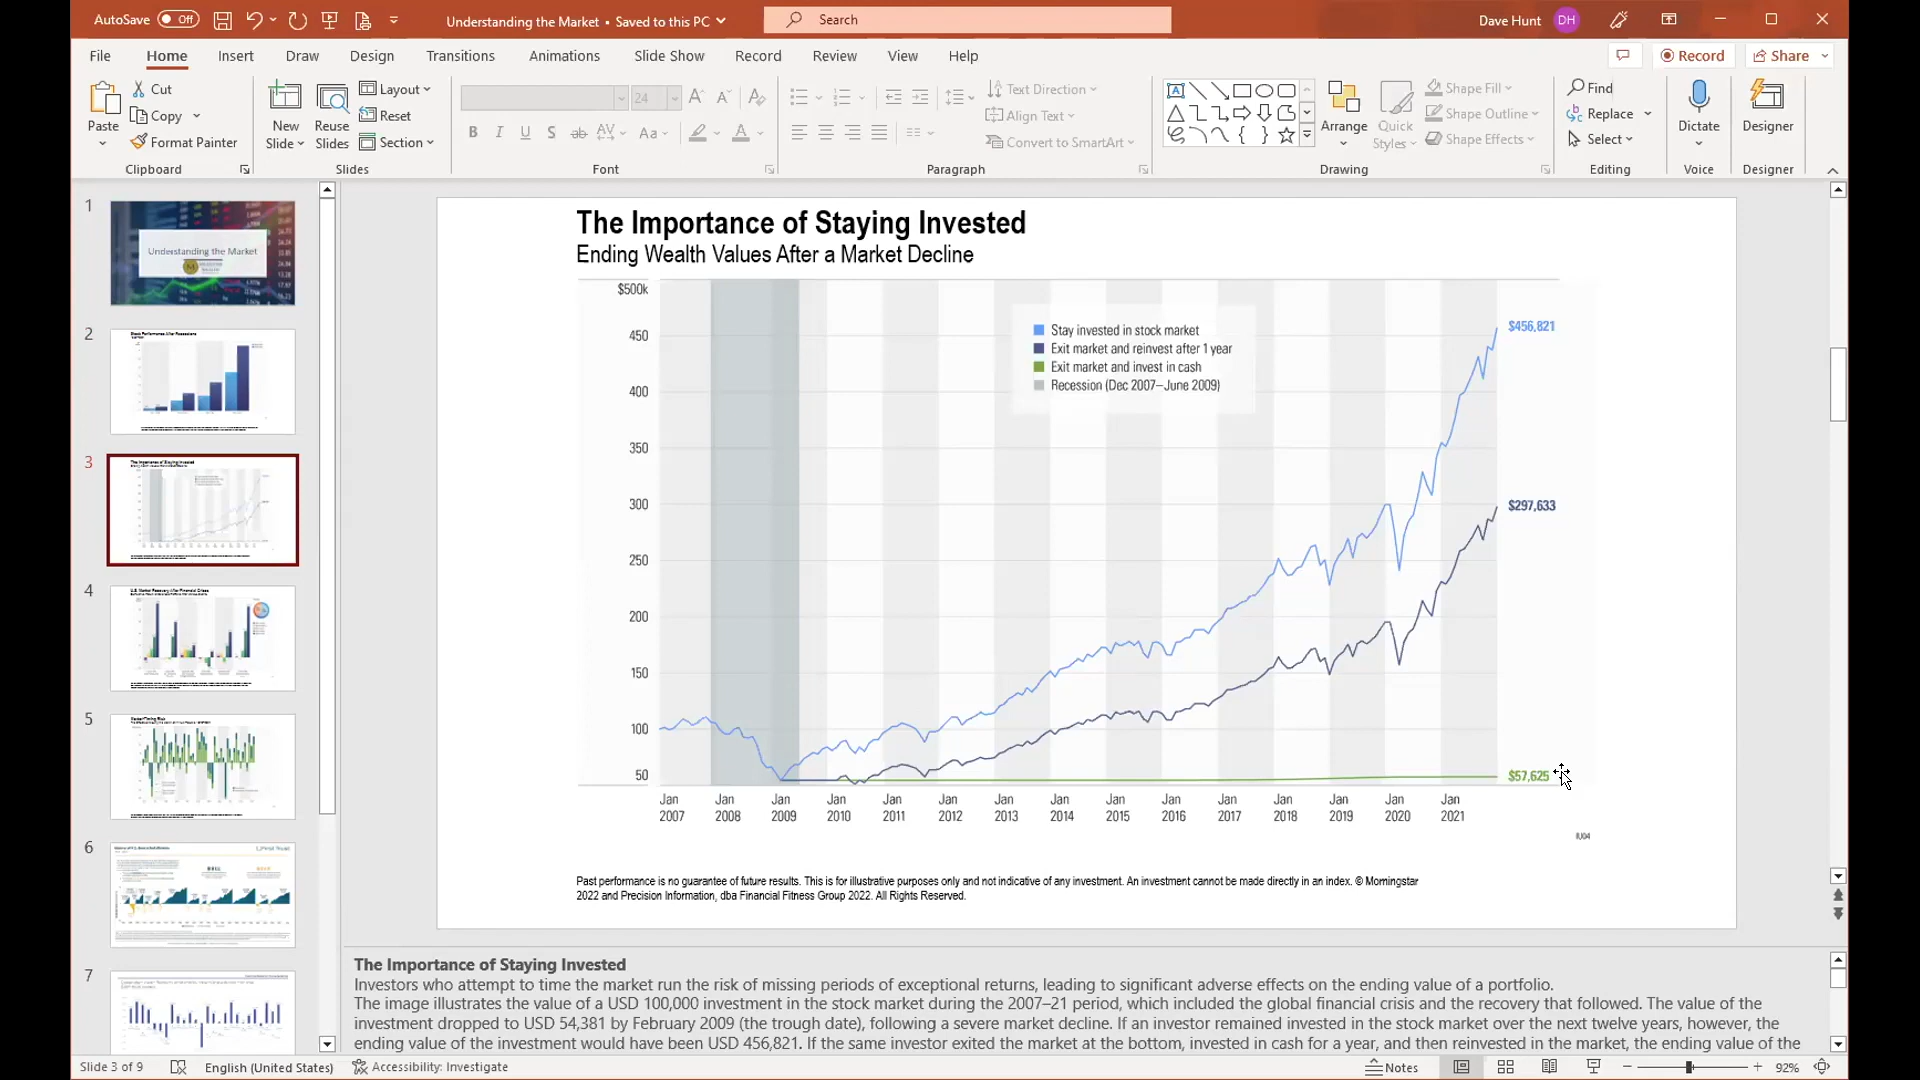 AutoSave Off
Understanding the Market • Saved to this PC
Search
Dave Hunt DH
File Home Insert Draw Design Transitions Animations Slide Show Record Review View Help
Record Share
Paste
Cut
Copy
Format Painter
Clipboard
New Slide
Reuse Slides
Layout
Reset
Section
Slides
24
Font
Text Direction
Align Text
Convert to SmartArt
Paragraph
Arrange
Quick Styles
Shape Fill
Shape Outline
Shape Effects
Drawing
Find
Replace
Select
Editing
Dictate
Voice
Designer
Designer
1
Understanding the Market
2
Stock Performance After Recessions
3
The Importance of Staying Invested
4
U.S. Market Recovery After Financial Crises
5
Market-Timing Risk
6
7
The Importance of Staying Invested
Ending Wealth Values After a Market Decline
$500k
450
400
350
300
250
200
150
100
50
Stay invested in stock market
Exit market and reinvest after 1 year
Exit market and invest in cash
Recession (Dec 2007–June 2009)
$456,821
$297,633
$57,625
Jan 2007
Jan 2008
Jan 2009
Jan 2010
Jan 2011
Jan 2012
Jan 2013
Jan 2014
Jan 2015
Jan 2016
Jan 2017
Jan 2018
Jan 2019
Jan 2020
Jan 2021
Past performance is no guarantee of future results. This is for illustrative purposes only and not indicative of any investment. An investment cannot be made directly in an index. © Morningstar
2022 and Precision Information, dba Financial Fitness Group 2022. All Rights Reserved.
The Importance of Staying Invested
Investors who attempt to time the market run the risk of missing periods of exceptional returns, leading to significant adverse effects on the ending value of a portfolio.
The image illustrates the value of a USD 100,000 investment in the stock market during the 2007–21 period, which included the global financial crisis and the recovery that followed. The value of the
investment dropped to USD 54,381 by February 2009 (the trough date), following a severe market decline. If an investor remained invested in the stock market over the next twelve years, however, the
ending value of the investment would have been USD 456,821. If the same investor exited the market at the bottom, invested in cash for a year, and then reinvested in the market, the ending value of the
Slide 3 of 9
English (United States)
Accessibility: Investigate
Notes
92%